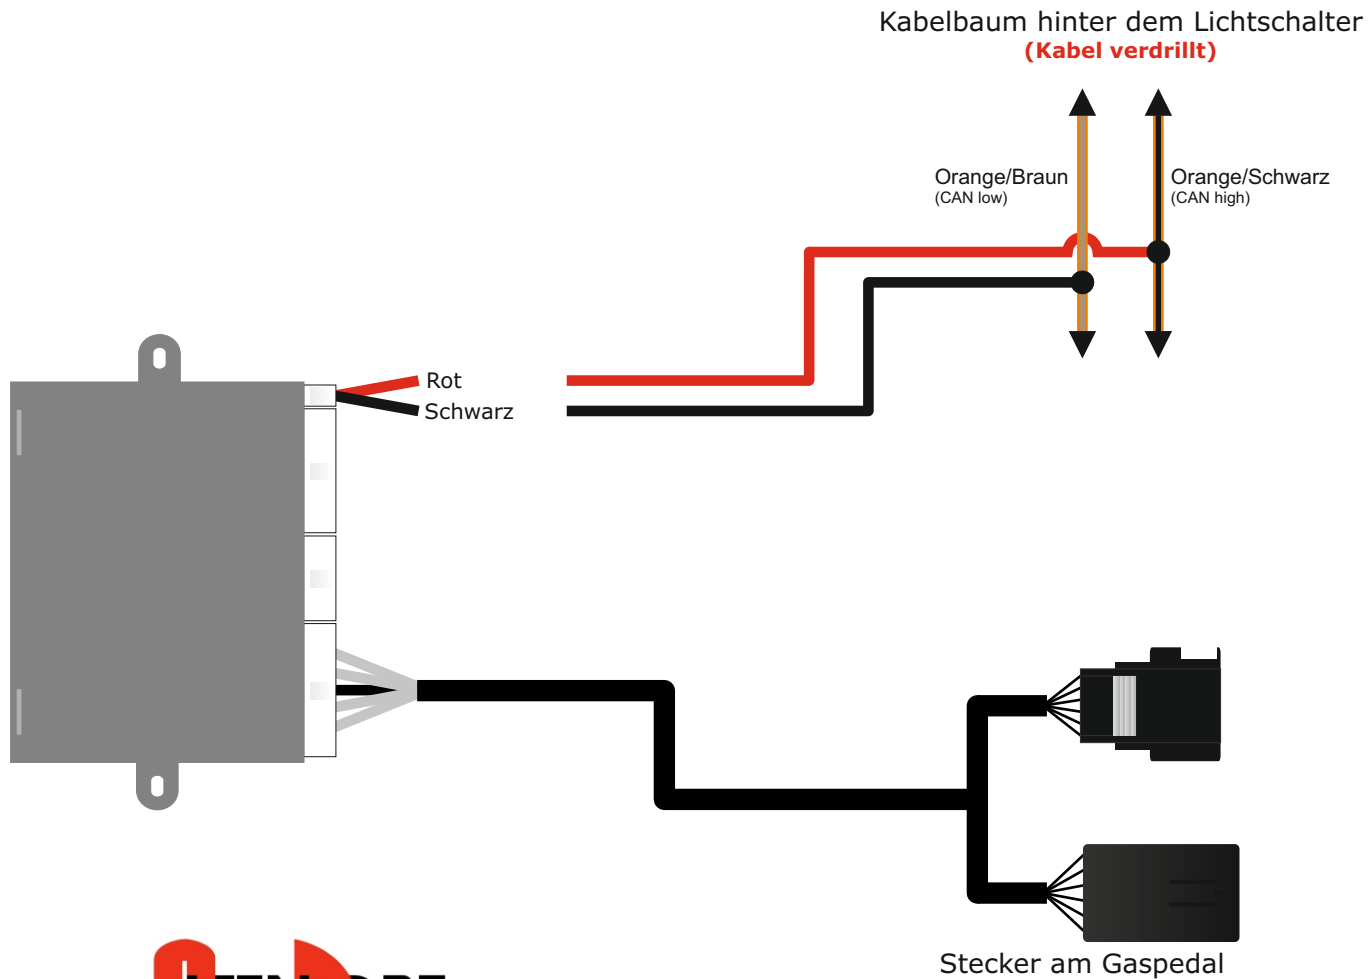 Kabelbaum hinter dem Lichtschalter
(Kabel verdrillt)
Orange/Braun
(CAN low)
Orange/Schwarz
(CAN high)
Rot
Schwarz
Stecker am Gaspedal